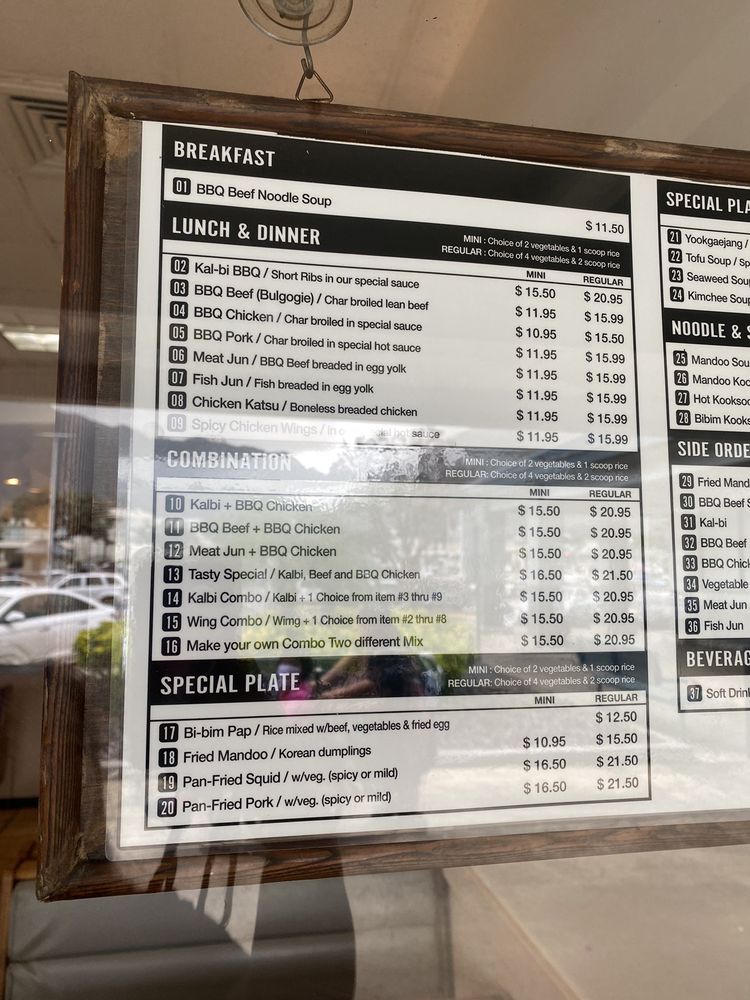 BREAKFAST
01 BBQ Beef Noodle Soup $ 11.50
LUNCH & DINNER
MINI : Choice of 2 vegetables & 1 scoop rice
REGULAR : Choice of 4 vegetables & 2 scoop rice
MINI REGULAR
02 Kal-bi BBQ / Short Ribs in our special sauce $ 15.50 $ 20.95
03 BBQ Beef (Bulgogie) / Char broiled lean beef $ 11.95 $ 15.99
04 BBQ Chicken / Char broiled in special sauce $ 10.95 $ 15.50
05 BBQ Pork / Char broiled in special hot sauce $ 11.95 $ 15.99
06 Meat Jun / BBQ Beef breaded in egg yolk $ 11.95 $ 15.99
07 Fish Jun / Fish breaded in egg yolk $ 11.95 $ 15.99
08 Chicken Katsu / Boneless breaded chicken $ 11.95 $ 15.99
09 Spicy Chicken Wings / in hot sauce $ 11.95 $ 15.99
COMBINATION
MINI : Choice of 2 vegetables & 1 scoop rice
REGULAR: Choice of 4 vegetables & 2 scoop rice
MINI REGULAR
10 Kalbi + BBQ Chicken $ 15.50 $ 20.95
11 BBQ Beef + BBQ Chicken $ 15.50 $ 20.95
12 Meat Jun + BBQ Chicken $ 15.50 $ 20.95
13 Tasty Special / Kalbi, Beef and BBQ Chicken $ 16.50 $ 21.50
14 Kalbi Combo / Kalbi + 1 Choice from item #3 thru #9 $ 15.50 $ 20.95
15 Wing Combo / Wimg + 1 Choice from item #2 thru #8 $ 15.50 $ 20.95
16 Make your own Combo Two different Mix $ 15.50 $ 20.95
SPECIAL PLATE
MINI : Choice of 2 vegetables & 1 scoop rice
REGULAR: Choice of 4 vegetables & 2 scoop rice
MINI REGULAR
17 Bi-bim Pap / Rice mixed w/beef, vegetables & fried egg $ 12.50
18 Fried Mandoo / Korean dumplings $ 10.95 $ 15.50
19 Pan-Fried Squid / w/veg. (spicy or mild) $ 16.50 $ 21.50
20 Pan-Fried Pork / w/veg. (spicy or mild) $ 16.50 $ 21.50
SPECIAL
21 Yookgaejang /
22 Tofu Soup /
23 Seaweed
24 Kimchee
NOODLE &
25 Mandoo
26 Mandoo
27 Hot
28 Bibim
SIDE
29 Fried
30 BBQ Beef
31 Kal-bi
32 BBQ Beef
33 BBQ
34 Vegetable
35 Meat Jun
36 Fish Jun
37 Soft